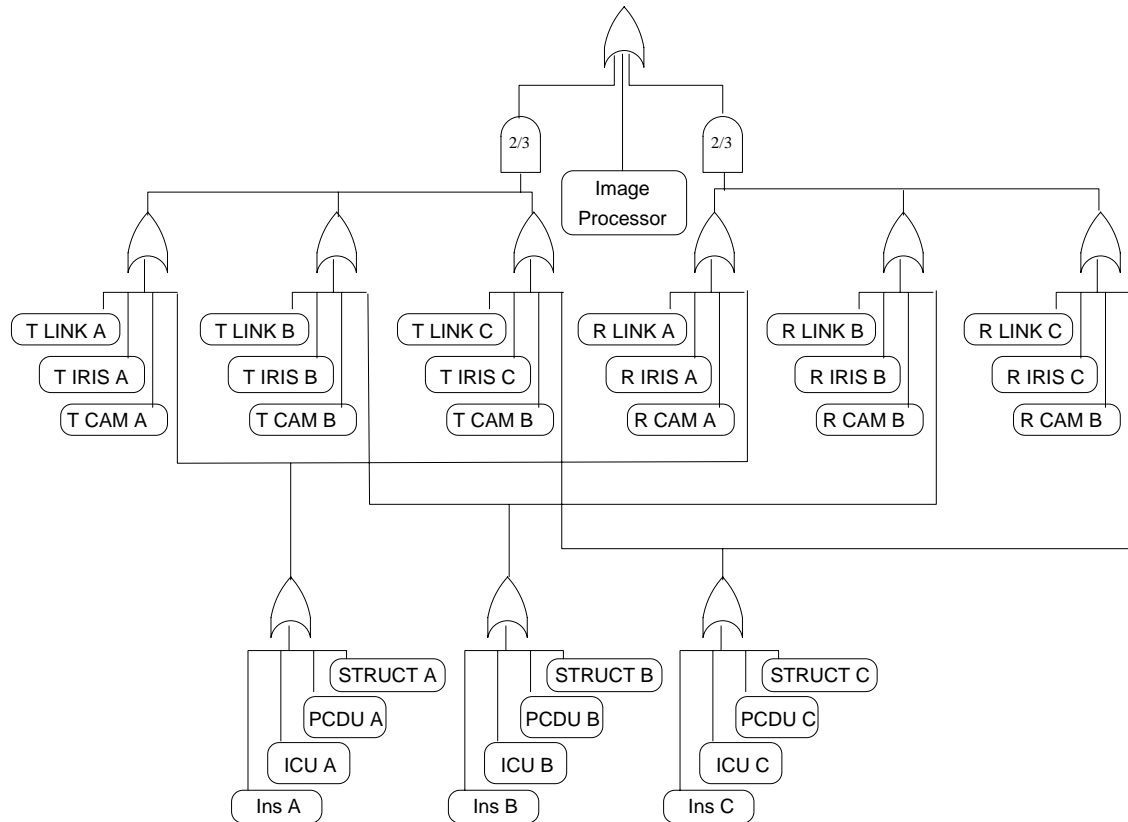 2/3
2/3
Image
Processor
T LINK A
T LINK B
T LINK C
R LINK A
R LINK B
R LINK C
T IRIS A
T IRIS B
T IRIS C
R IRIS A
R IRIS B
R IRIS C
T CAM A
T CAM B
T CAM B
R CAM A
R CAM B
R CAM B
STRUCT A
STRUCT B
STRUCT C
PCDU A
PCDU B
PCDU C
ICU A
ICU B
ICU C
Ins A
Ins B
Ins C